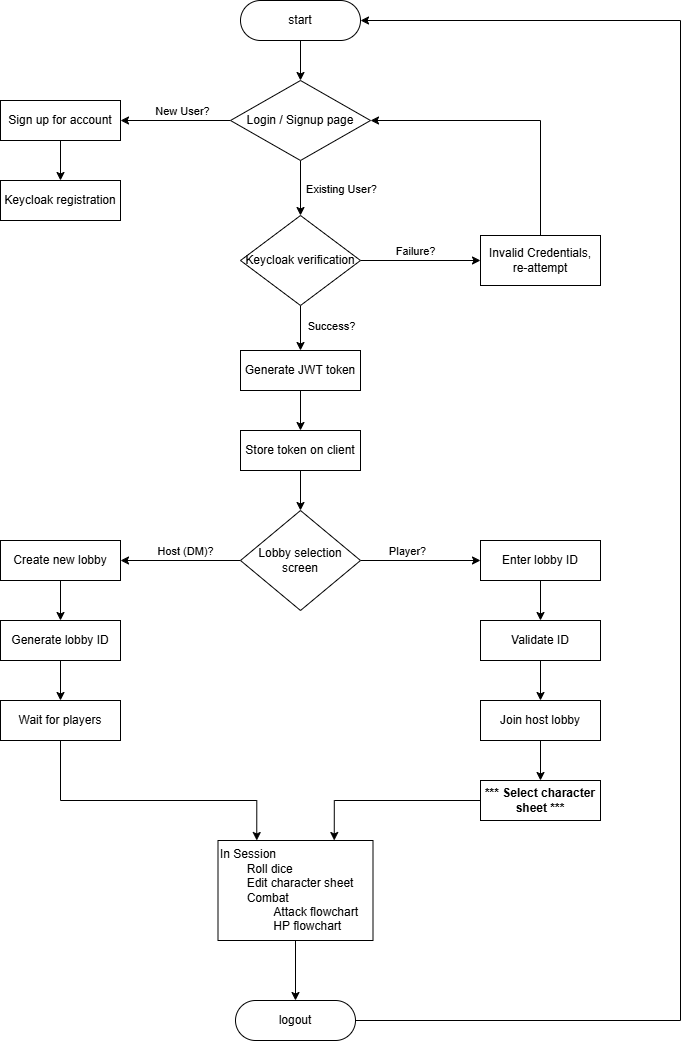 start
Login / Signup page
New User?
Sign up for account
Keycloak registration
Existing User?
Keycloak verification
Failure?
Invalid Credentials,
re-attempt
Success?
Generate JWT token
Store token on client
Lobby selection
screen
Host (DM)?
Player?
Create new lobby
Enter lobby ID
Generate lobby ID
Validate ID
Wait for players
Join host lobby
*** Select character
sheet ***
In Session
Roll dice
Edit character sheet
Combat
Attack flowchart
HP flowchart
logout